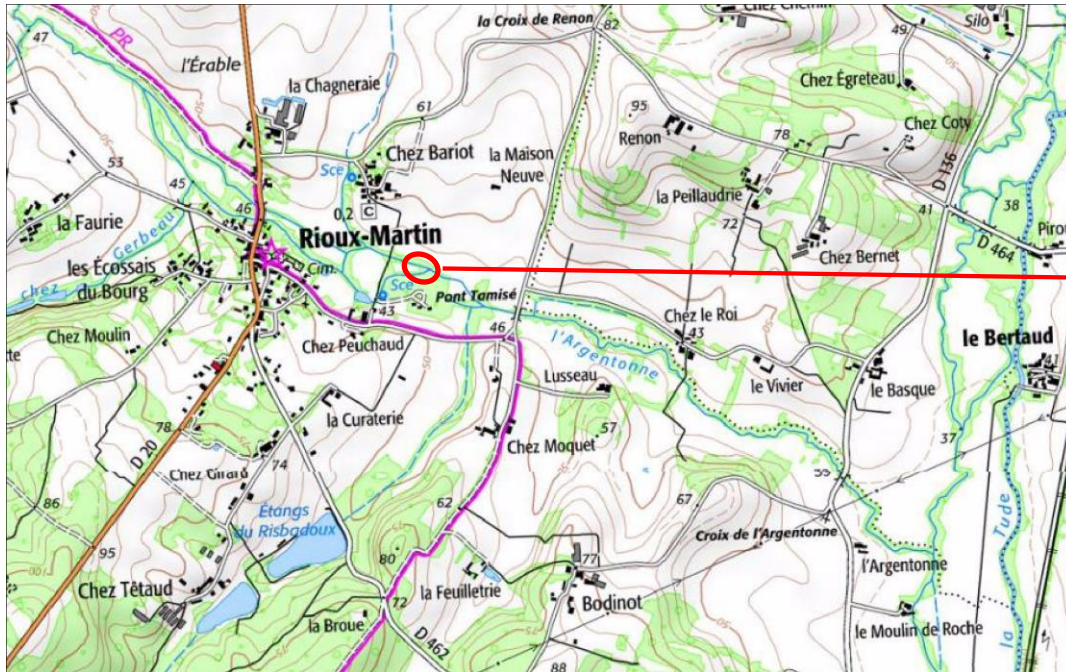 la Croix de Renon
82
Chez Chemin
Silo
47
PR
l'Érable
49
Chez Égreteau
la Chagneraie
95
61
Renon
78
Chez Coty
Chez Bariot
la Maison
Neuve
D 136
Sce
53
la Peillaudrie
45
0,2
C
72
41
38
la Faurie
46
Rioux-Martin
Pirou
Gerbeau
D 464
les Écossais
du Bourg
Cim.
Chez Bernet
chez
Sce
43
Pont Tamisé
Chez le Roi
Chez Moulin
46
43
Chez Peuchaud
l'Argentonne
le Bertaud
41
Lusseau
le Vivier
le Basque
la Curaterie
57
78
Chez Moquet
37
D 20
Chez Girard
74
86
62
67
Étangs
du Risbadoux
Croix de l'Argentonne
95
80
77
Tude
l'Argentonne
Chez Têtaud
la Feuilletrie
72
Bodinot
la Broue
D 462
le Moulin de Roche
88
la